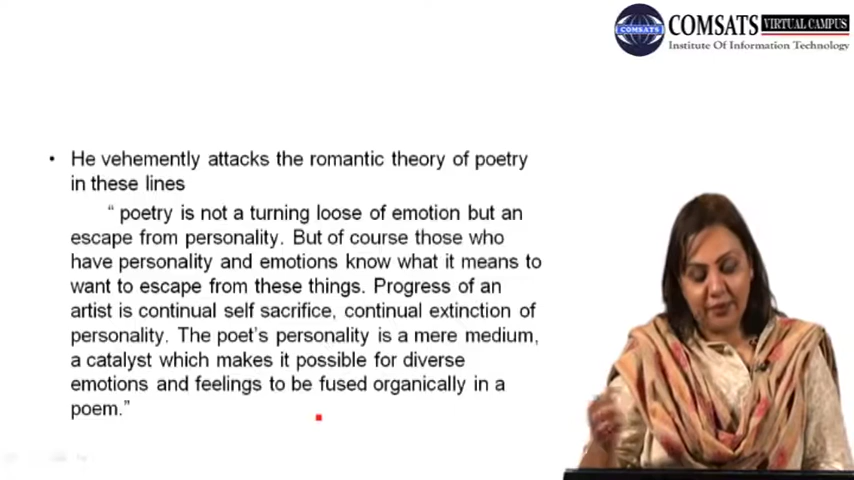 COMSATS
COMSATS VIRTUAL CAMPUS
Institute Of Information Technology
• He vehemently attacks the romantic theory of poetry
in these lines
“ poetry is not a turning loose of emotion but an
escape from personality. But of course those who
have personality and emotions know what it means to
want to escape from these things. Progress of an
artist is continual self sacrifice, continual extinction of
personality. The poet's personality is a mere medium,
a catalyst which makes it possible for diverse
emotions and feelings to be fused organically in a
poem.”